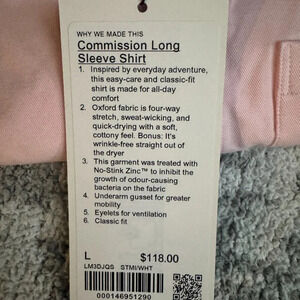 WHY WE MADE THIS
Commission Long
Sleeve Shirt
1. Inspired by everyday adventure,
this easy-care and classic-fit
shirt is made for all-day
comfort
2. Oxford fabric is four-way
stretch, sweat-wicking, and
quick-drying with a soft,
cottony feel. Bonus: It's
wrinkle-free straight out of
the dryer
3. This garment was treated with
No-Stink Zinc™ to inhibit the
growth of odour-causing
bacteria on the fabric
4. Underarm gusset for greater
mobility
5. Eyelets for ventilation
6. Classic fit
L $118.00
LM3DJQS STMI/WHT
000146951290